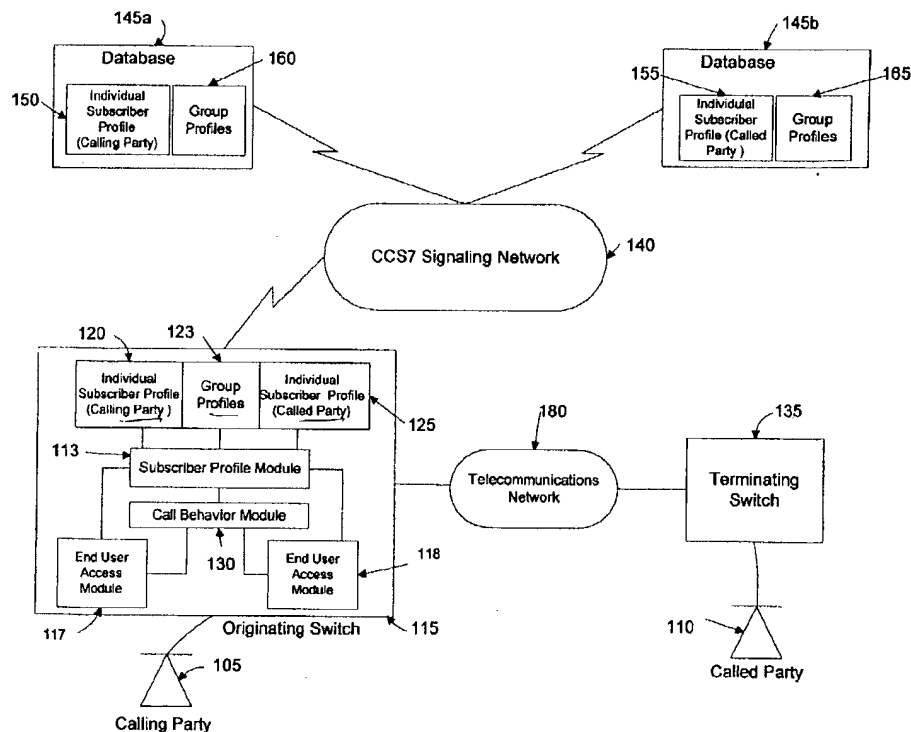 145a
145b
Database
160
150
Individual
Subscriber
Profile
(Calling Party)
Group
Profiles
Database
155
165
Individulal
Subscriber
Profile (Called
Party )
Group
Profiles
CCS7 Signaling Network
140
120
123
Individual
Subscriber Profile
(Calling Party )
Group
Profiles
Individual
Subscriber Profile
(Called Party)
125
113
Subscriber Profile Module
Call Behavior Module
130
End User
Access
Module
End User
Access
Module
118
117
Originating Switch
115
180
Telecommunications
Network
135
Terminating
Switch
105
Calling Party
110
Called Party